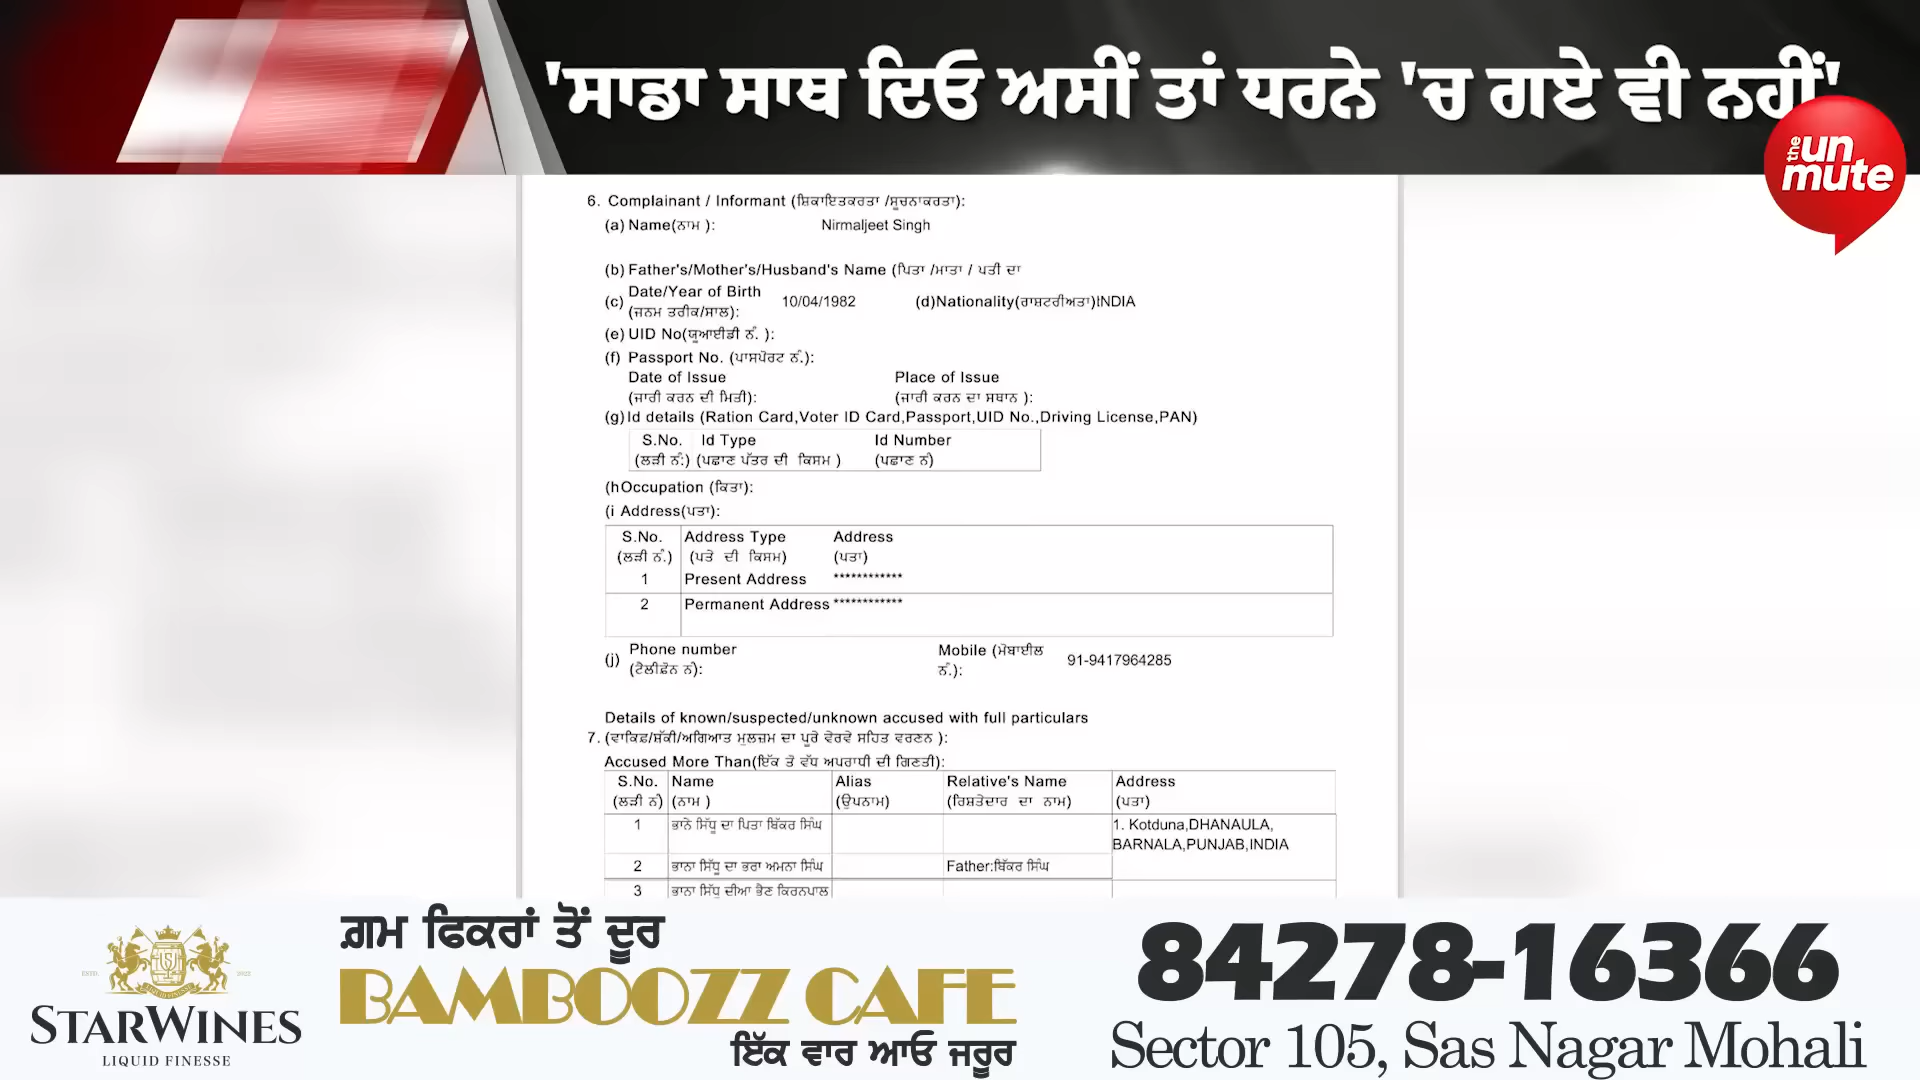 'ਸਾਡਾ ਸਾਥ ਦਿਓ ਅਸੀਂ ਤਾਂ ਧਰਨੇ 'ਚ ਗਏ ਵੀ ਨਹੀਂ'
the un mute
6. Complainant / Informant (ਸ਼ਿਕਾਇਤਕਰਤਾ /ਸੂਚਨਾਕਰਤਾ):
(a) Name(ਨਾਮ ): Nirmaljeet Singh
(b) Father's/Mother's/Husband's Name (ਪਿਤਾ /ਮਾਤਾ / ਪਤੀ ਦਾ
(c) Date/Year of Birth 10/04/1982 (d)Nationality(ਰਾਸ਼ਟਰੀਅਤਾ)INDIA
(ਜਨਮ ਤਰੀਕ/ਸਾਲ):
(e) UID No(ਯੂਆਈਡੀ ਨੰ. ):
(f) Passport No. (ਪਾਸਪੋਰਟ ਨੰ.):
Date of Issue Place of Issue
(ਜਾਰੀ ਕਰਨ ਦੀ ਮਿਤੀ): (ਜਾਰੀ ਕਰਨ ਦਾ ਸਥਾਨ ):
(g) Id details (Ration Card,Voter ID Card,Passport,UID No.,Driving License,PAN)
S.No. Id Type Id Number
(ਲੜੀ ਨੰ:) (ਪਛਾਣ ਪੱਤਰ ਦੀ ਕਿਸਮ ) (ਪਛਾਣ ਨੰ)
(h Occupation (ਕਿਤਾ):
(i Address(ਪਤਾ):
S.No. Address Type Address
(ਲੜੀ ਨੰ.) (ਪਤੇ ਦੀ ਕਿਸਮ) (ਪਤਾ)
1 Present Address ************
2 Permanent Address ************
(j) Phone number Mobile (ਮੋਬਾਈਲ 91-9417964285
(ਟੈਲੀਫ਼ੋਨ ਨੰ): ਨੰ.):
Details of known/suspected/unknown accused with full particulars
7. (ਵਾਕਿਫ਼/ਸ਼ੱਕੀ/ਅਗਿਆਤ ਮੁਲਜ਼ਮ ਦਾ ਪੂਰੇ ਵੇਰਵੇ ਸਹਿਤ ਵਰਣਨ ):
Accused More Than(ਇੱਕ ਤੋ ਵੱਧ ਅਪਰਾਧੀ ਦੀ ਗਿਣਤੀ):
S.No. Name Alias Relative's Name Address
(ਲੜੀ ਨੰ) (ਨਾਮ ) (ਉਪਨਾਮ) (ਰਿਸ਼ਤੇਦਾਰ ਦਾ ਨਾਮ) (ਪਤਾ)
1 ਭਾਨੇ ਸਿੱਧੂ ਦਾ ਪਿਤਾ ਬਿੱਕਰ ਸਿੰਘ 1. Kotduna,DHANAULA,
BARNALA,PUNJAB,INDIA
2 ਭਾਨਾ ਸਿੱਧੂ ਦਾ ਭਰਾ ਅਮਨਾ ਸਿੰਘ Father:ਬਿੱਕਰ ਸਿੰਘ
3 ਭਾਨਾ ਸਿੱਧੂ ਦੀਆ ਭੈਣ ਕਿਰਨਪਾਲ
ESTD. 2022
STARWINES
LIQUID FINESSE
ਗ਼ਮ ਫਿਕਰਾਂ ਤੋਂ ਦੂਰ
BAMBOOZZ CAFE
ਇੱਕ ਵਾਰ ਆਓ ਜਰੂਰ
84278-16366
Sector 105, Sas Nagar Mohali